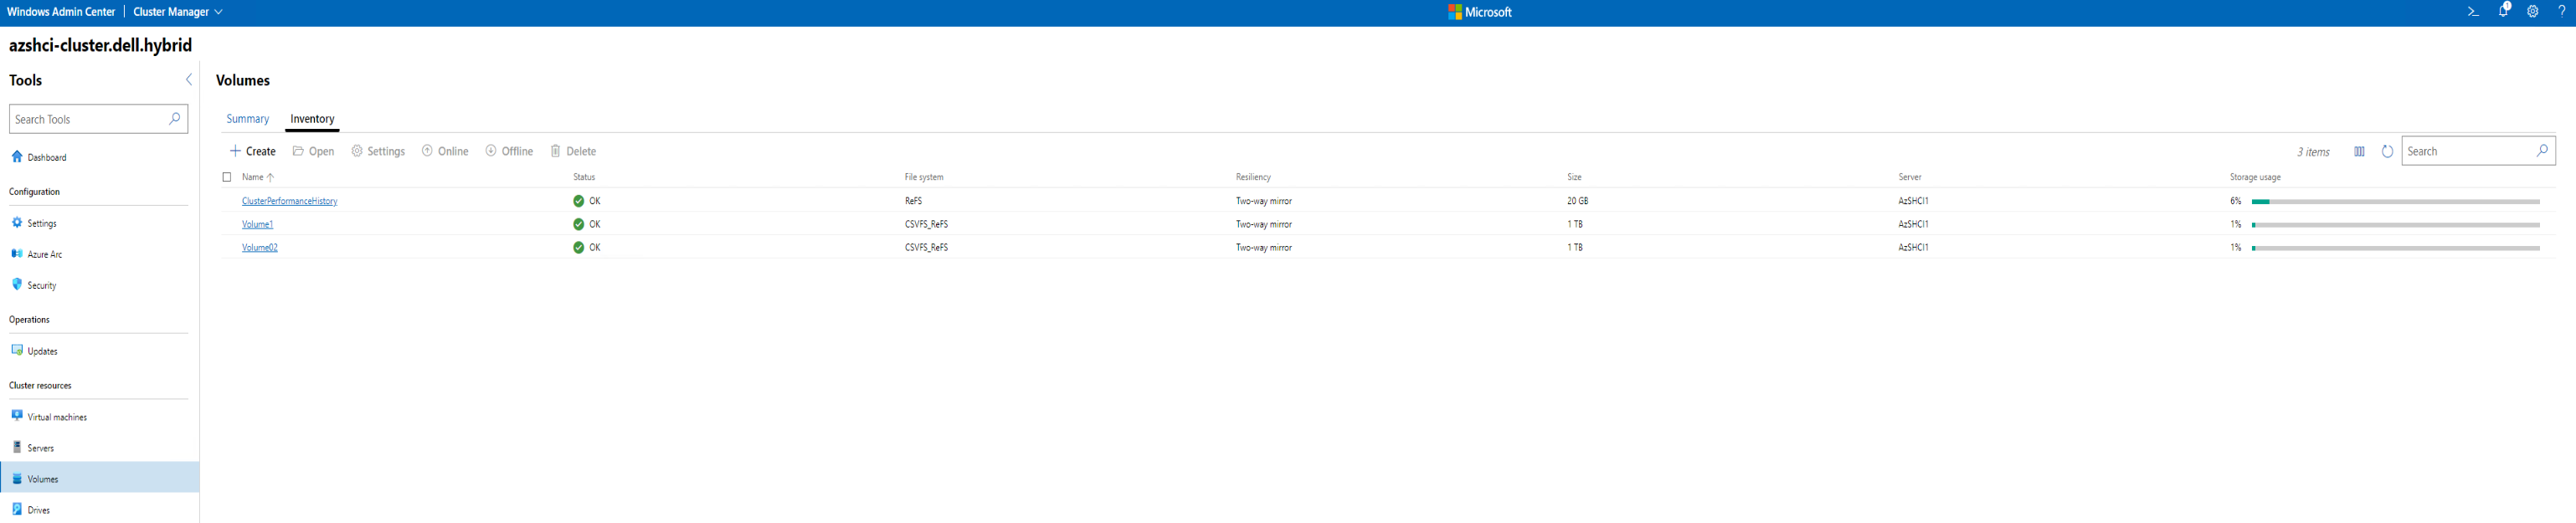 Windows Admin Center | Cluster Manager
Microsoft
1
?
azshci-cluster.dell.hybrid
Tools
Search Tools
Dashboard
Configuration
Settings
Azure Arc
Security
Operations
Updates
Cluster resources
Virtual machines
Servers
Volumes
Drives
Volumes
Summary Inventory
Create Open Settings Online Offline Delete 3 items Search
Name Status File system Resiliency Size Server Storage usage
ClusterPerformanceHistory OK ReFS Two-way mirror 20 GB AzSHCI1 6%
Volume1 OK CSVFS_ReFS Two-way mirror 1 TB AzSHCI1 1%
Volume02 OK CSVFS_ReFS Two-way mirror 1 TB AzSHCI1 1%